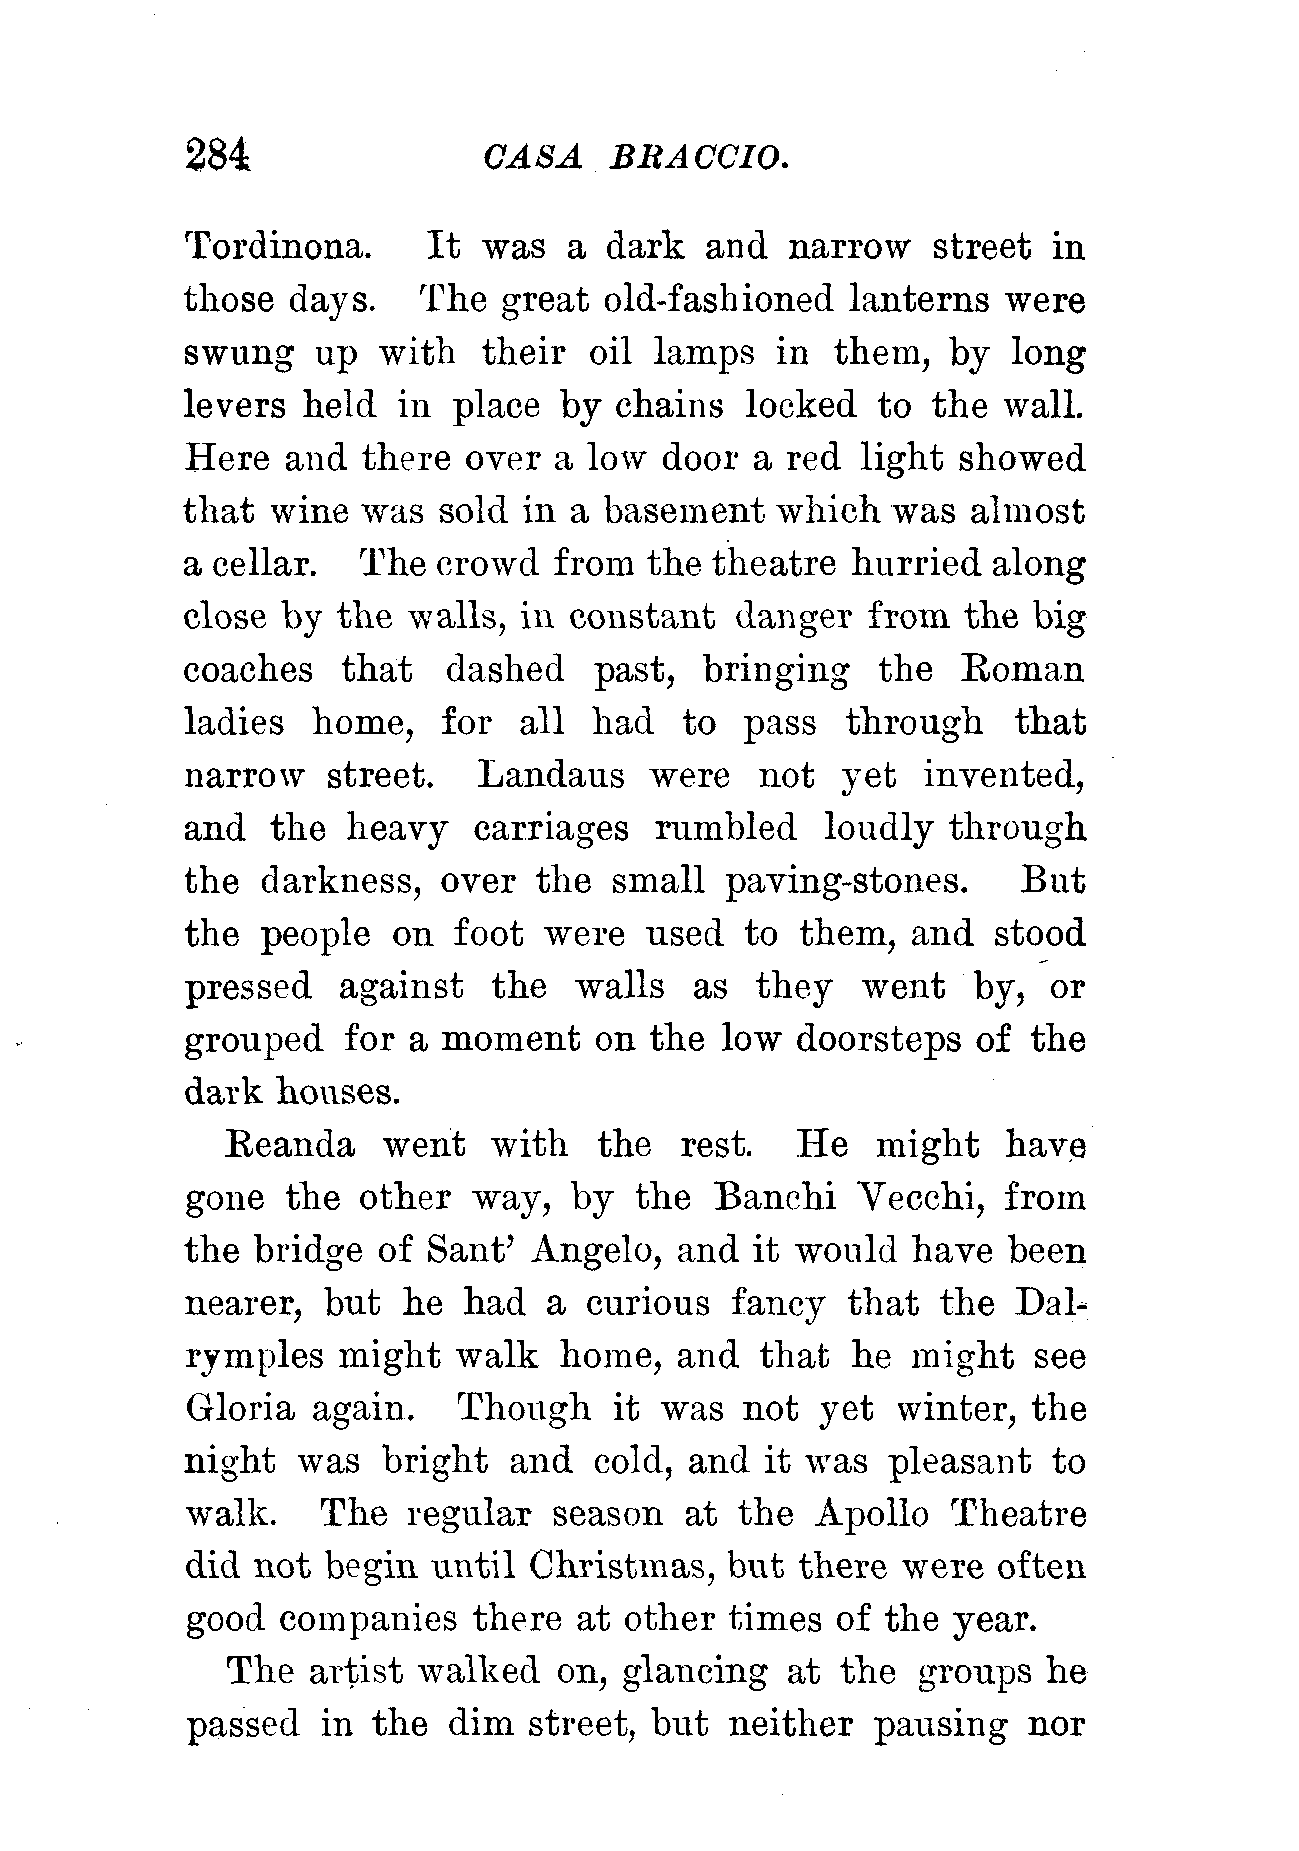 284 CASA BRACCIO.
Tordinona. It was a dark and narrow street in
those days. The great old-fashioned lanterns were
swung up with their oil lamps in them, by long
levers held in place by chains locked to the wall.
Here and there over a low door a red light showed
that wine was sold in a basement which was almost
a cellar. The crowd from the theatre hurried along
close by the walls, in constant danger from the big
coaches that dashed past, bringing the Roman
ladies home, for all had to pass through that
narrow street. Landaus were not yet invented,
and the heavy carriages rumbled loudly through
the darkness, over the small paving-stones. But
the people on foot were used to them, and stood
pressed against the walls as they went by, or
grouped for a moment on the low doorsteps of the
dark houses.
Reanda went with the rest. He might have
gone the other way, by the Banchi Vecchi, from
the bridge of Sant' Angelo, and it would have been
nearer, but he had a curious fancy that the Dal-
rymples might walk home, and that he might see
Gloria again. Though it was not yet winter, the
night was bright and cold, and it was pleasant to
walk. The regular season at the Apollo Theatre
did not begin until Christmas, but there were often
good companies there at other times of the year.
The artist walked on, glancing at the groups he
passed in the dim street, but neither pausing nor